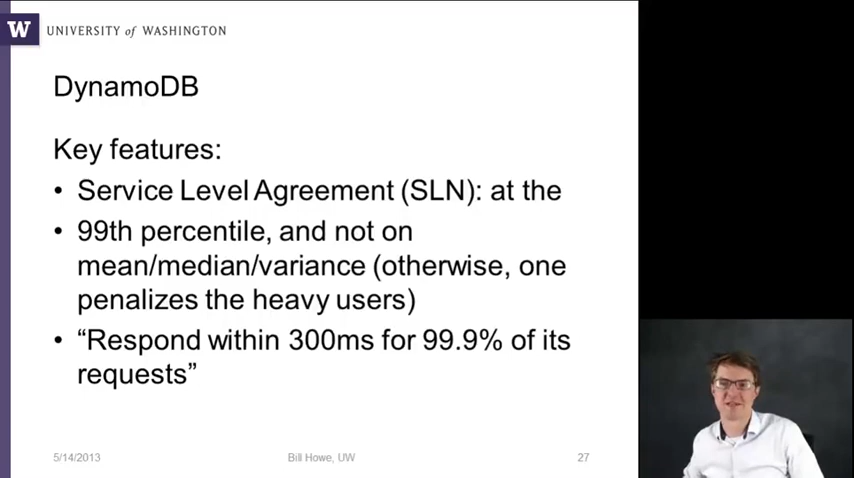 W UNIVERSITY of WASHINGTON
DynamoDB
Key features:
• Service Level Agreement (SLN): at the
• 99th percentile, and not on
mean/median/variance (otherwise, one
penalizes the heavy users)
• “Respond within 300ms for 99.9% of its
requests”
5/14/2013 Bill Howe, UW 27